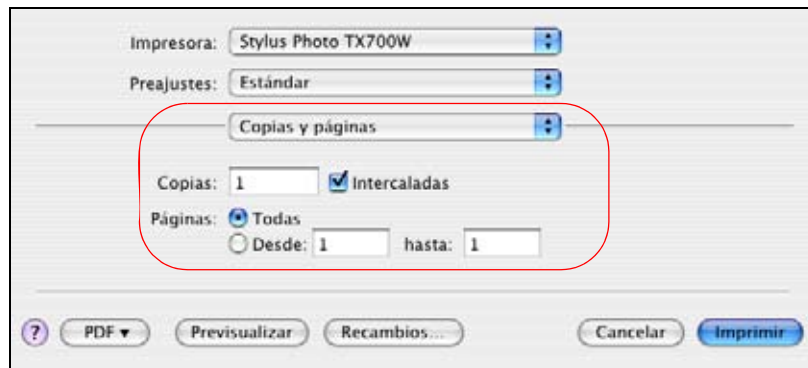 Impresora: Stylus Photo TX700W
Preajustes: Estándar
Copias y páginas
Copias: 1 Intercaladas
Páginas: Todas
Desde: 1 hasta: 1
? PDF Previsualizar Recambios... Cancelar Imprimir